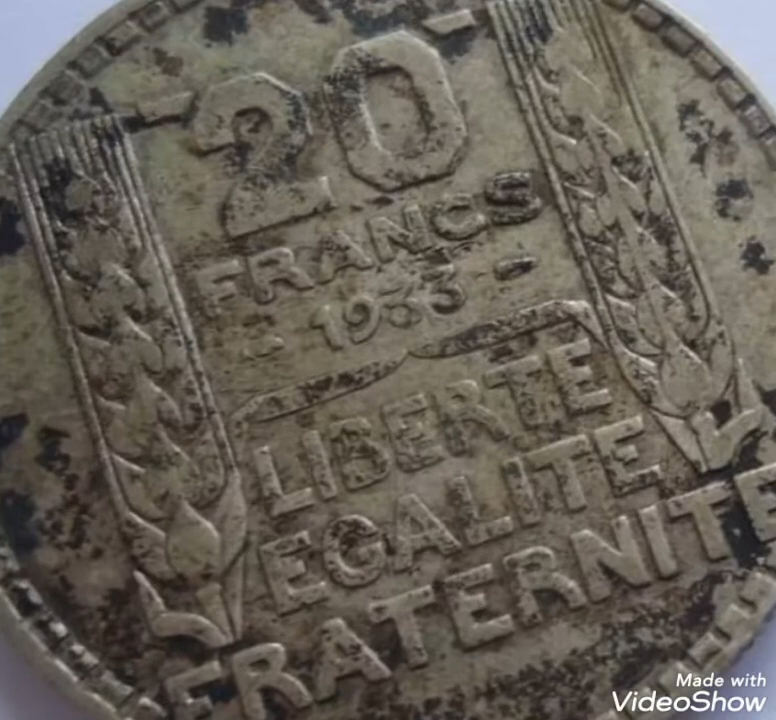 20
FRANCS
- 1933 -
LIBERTE
EGALITE
FRATERNITE
Made with
VideoShow